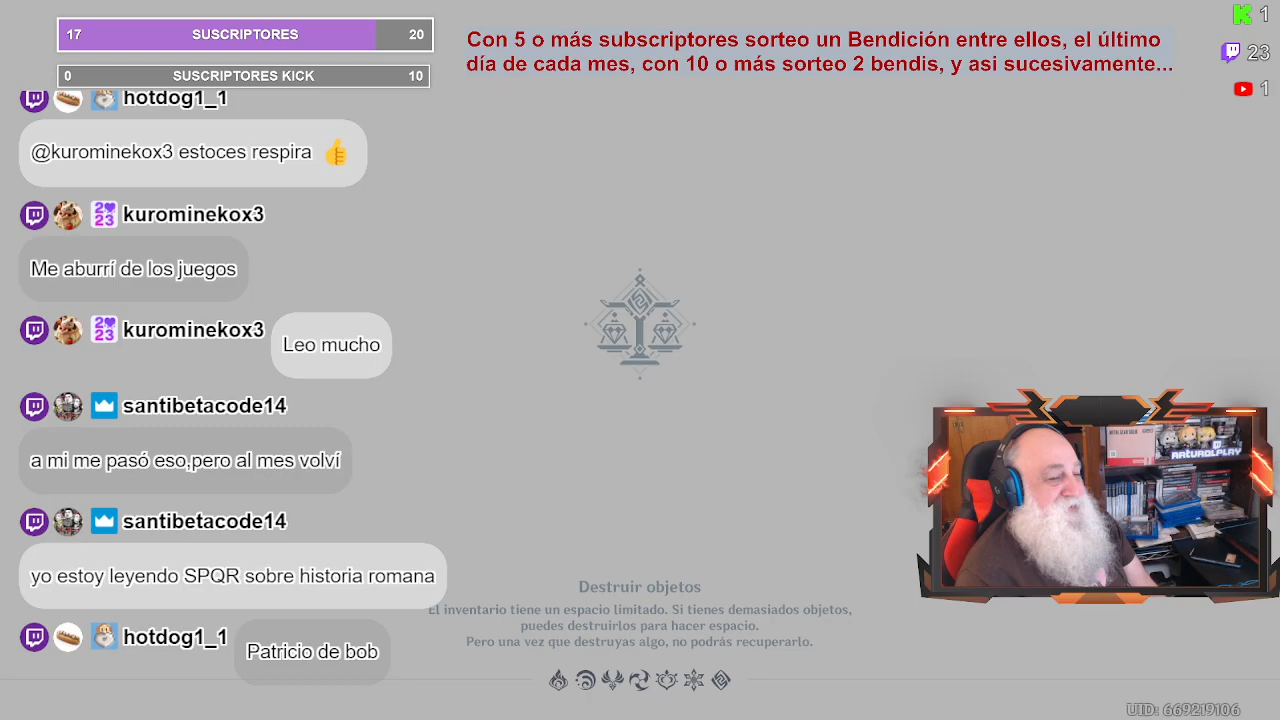 17 SUSCRIPTORES 20
0 SUSCRIPTORES KICK 10
Con 5 o más subscriptores sorteo un Bendición entre ellos, el último
día de cada mes, con 10 o más sorteo 2 bendis, y asi sucesivamente...
1
23
1
hotdog1_1
@kurominekox3 estoces respira 👍
kurominekox3
Me aburrí de los juegos
kurominekox3
Leo mucho
santibetacode14
a mi me pasó eso,pero al mes volví
santibetacode14
yo estoy leyendo SPQR sobre historia romana
hotdog1_1
Patricio de bob
ARTUROLPLAY
Destruir objetos
El inventario tiene un espacio limitado. Si tienes demasiados objetos,
puedes destruirlos para hacer espacio.
Pero una vez que destruyas algo, no podrás recuperarlo.
UID: 669219106